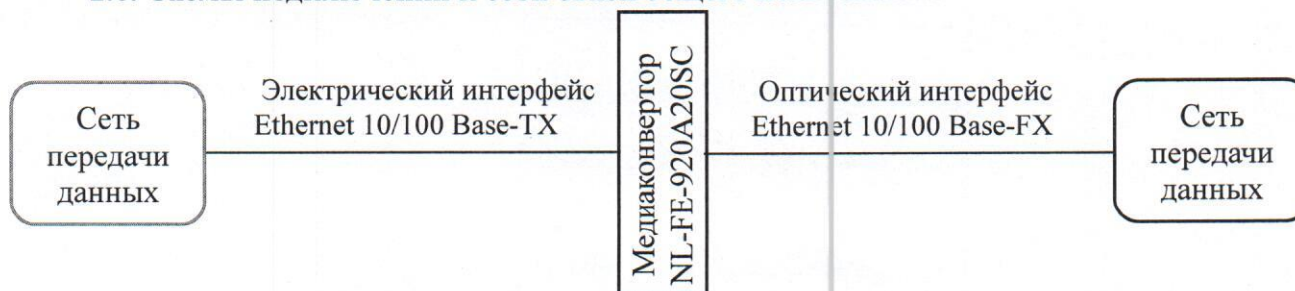 Сеть
передачи
данных
Электрический интерфейс
Ethernet 10/100 Base-TX
Медиаконвертор
NL-FE-920A20SC
Оптический интерфейс
Ethernet 10/100 Base-FX
Сеть
передачи
данных